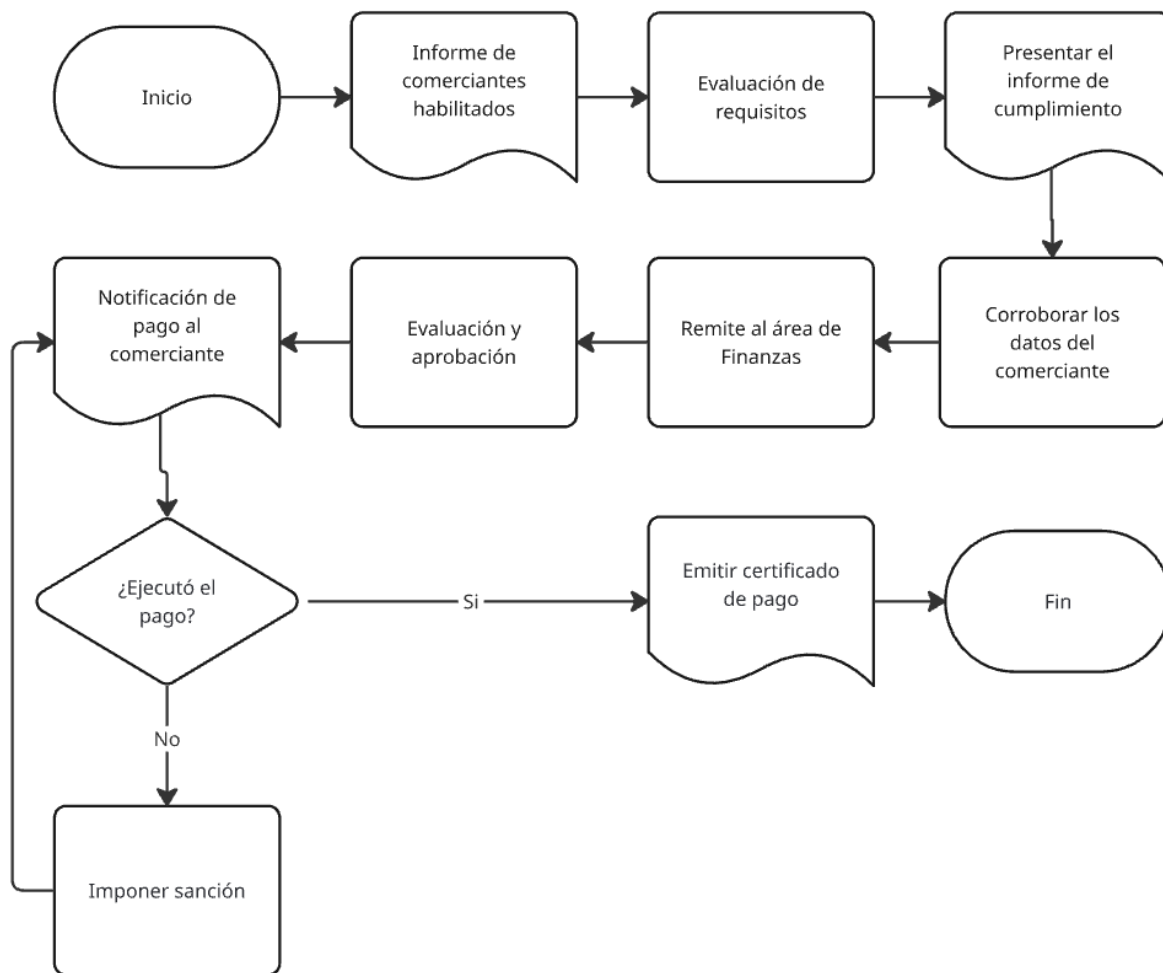 Inicio
Informe de
comerciantes
habilitados
Evaluación de
requisitos
Presentar el
informe de
cumplimiento
Notificación de
pago al
comerciante
Evaluación y
aprobación
Remite al área de
Finanzas
Corroborar los
datos del
comerciante
¿Ejecutó el
pago?
Si
Emitir certificado
de pago
Fin
No
Imponer sanción